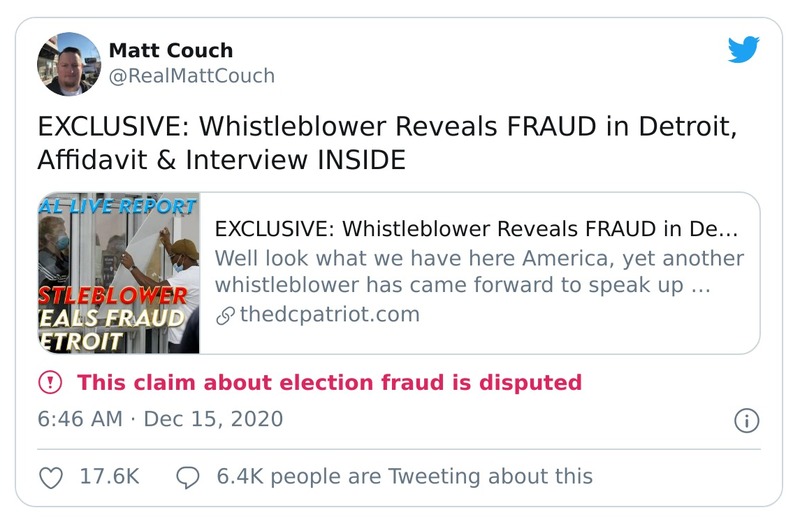 Matt Couch
@RealMattCouch
EXCLUSIVE: Whistleblower Reveals FRAUD in Detroit,
Affidavit & Interview INSIDE
AL LIVE REPORT
STLEBLOWER
EALS FRAUD
ETROIT
EXCLUSIVE: Whistleblower Reveals FRAUD in De...
Well look what we have here America, yet another
whistleblower has came forward to speak up ...
thedcpatriot.com
This claim about election fraud is disputed
6:46 AM · Dec 15, 2020
17.6K
6.4K people are Tweeting about this